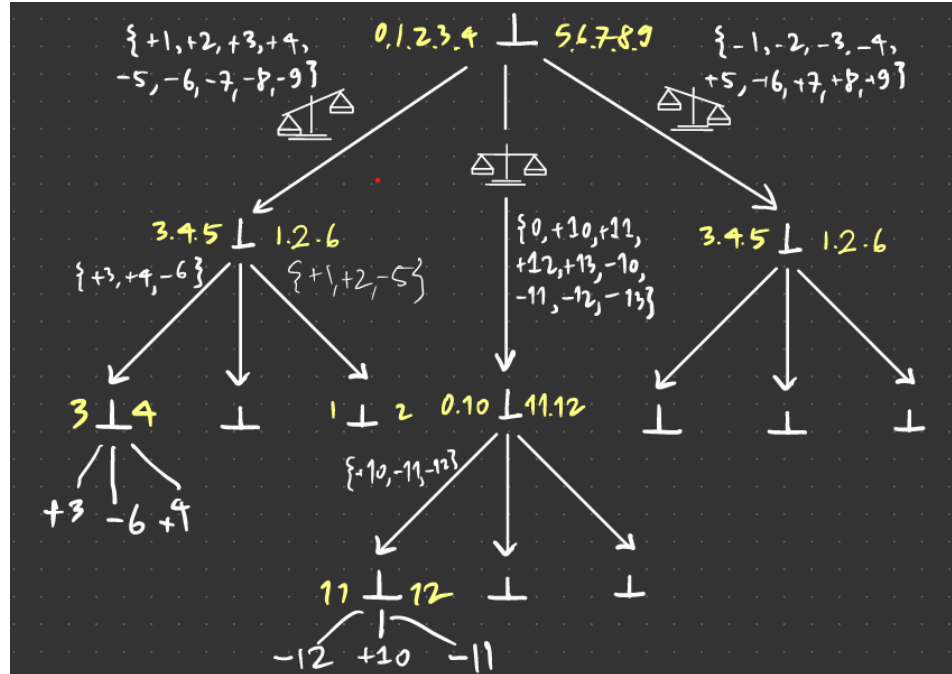 {+1,+2,+3,+4,
-5,-6,-7,-8,-9}
0.1.2.3.4 ⊥ 5.6.7.8.9
{-1,-2,-3.-4,
+5,+6,+7,+8,+9}
3.4.5 ⊥ 1.2.6
{+3,+4,-6}
{+1,+2,-5}
{0,+10,+11,
+12,+13,-10,
-11,-12,-13}
3.4.5 ⊥ 1.2.6
3 ⊥ 4
⊥
1 ⊥ 2
0.10 ⊥ 11.12
⊥
⊥
⊥
+3 -6 +4
{+10,-11,-12}
11 ⊥ 12
⊥
⊥
-12 +10 -11